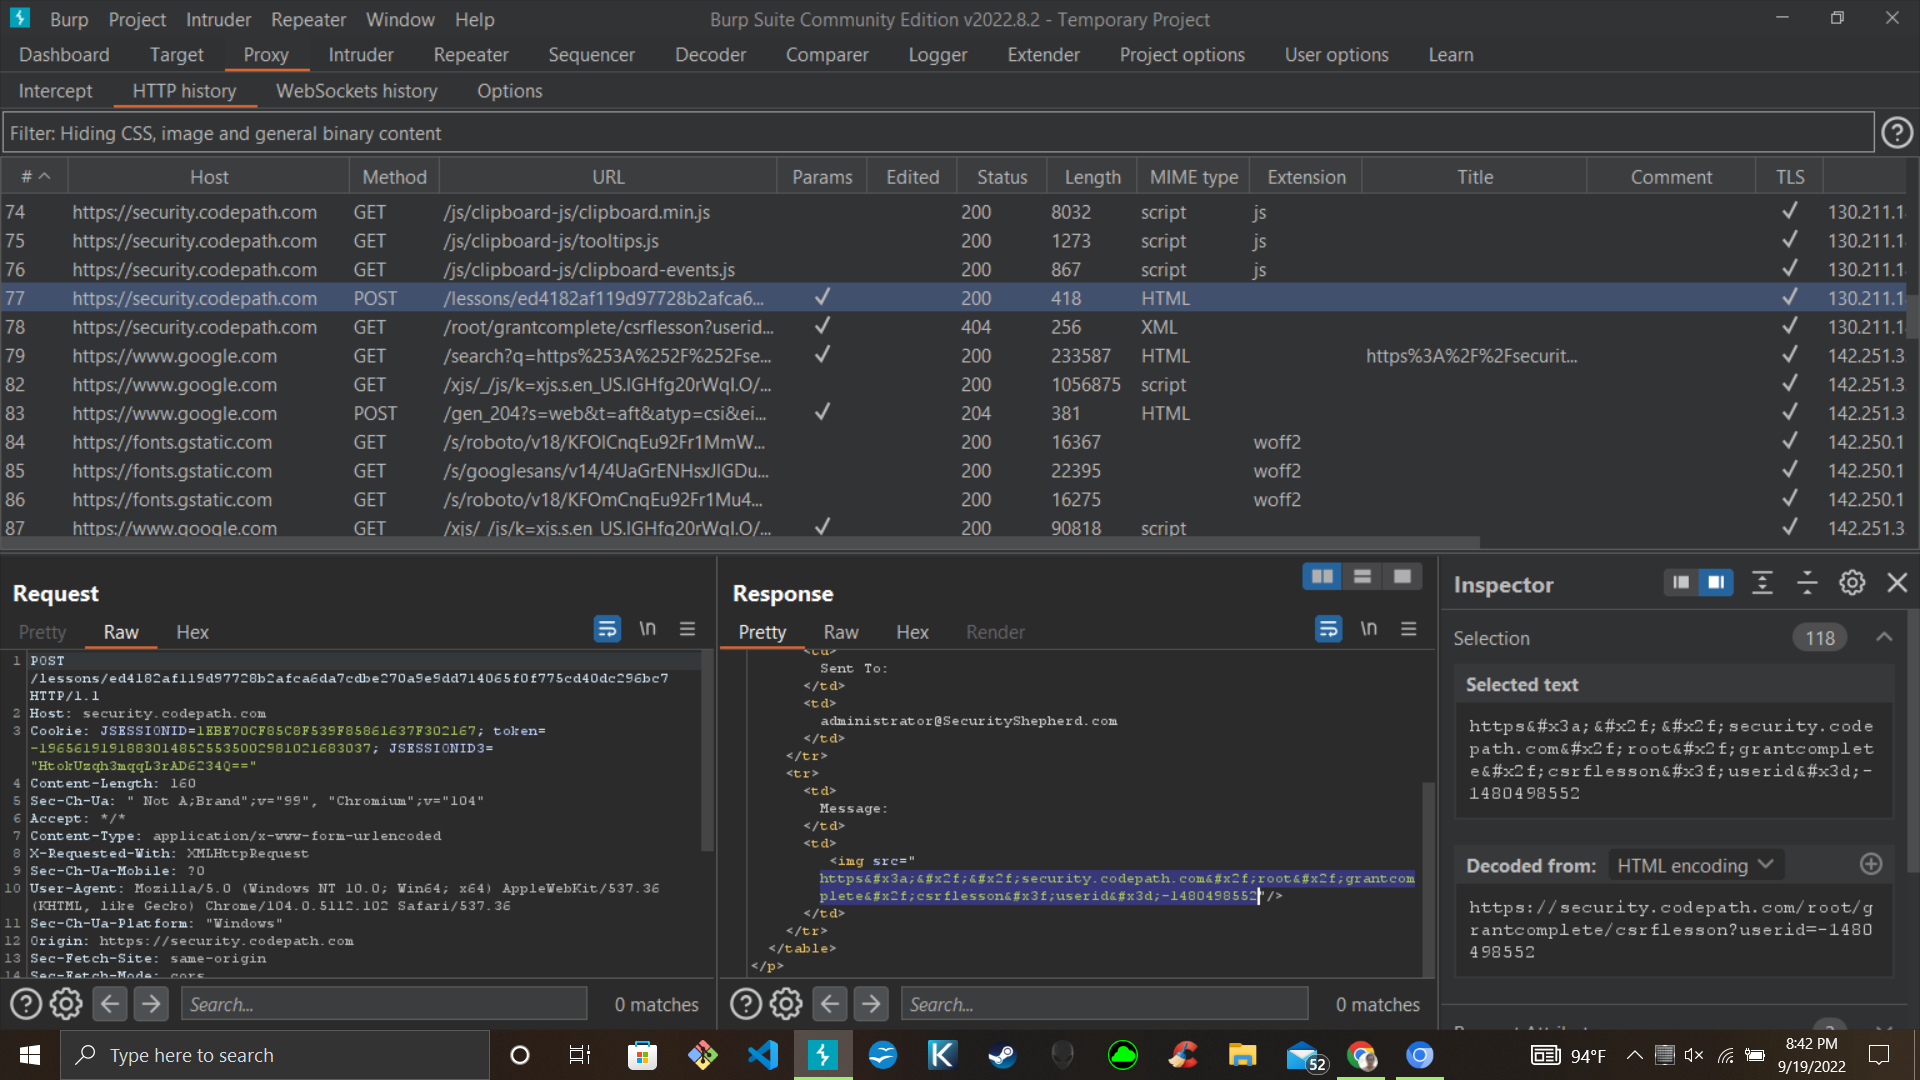 Burp Project Intruder Repeater Window Help Burp Suite Community Edition v2022.8.2 - Temporary Project
Dashboard Target Proxy Intruder Repeater Sequencer Decoder Comparer Logger Extender Project options User options Learn
Intercept HTTP history WebSockets history Options
Filter: Hiding CSS, image and general binary content
# Host Method URL Params Edited Status Length MIME type Extension Title Comment TLS
74 https://security.codepath.com GET /js/clipboard-js/clipboard.min.js 200 8032 script js ✓ 130.211.1
75 https://security.codepath.com GET /js/clipboard-js/tooltips.js 200 1273 script js ✓ 130.211.1
76 https://security.codepath.com GET /js/clipboard-js/clipboard-events.js 200 867 script js ✓ 130.211.1
77 https://security.codepath.com POST /lessons/ed4182af119d97728b2afca6... ✓ 200 418 HTML ✓ 130.211.1
78 https://security.codepath.com GET /root/grantcomplete/csrflesson?userid... ✓ 404 256 XML ✓ 130.211.1
79 https://www.google.com GET /search?q=https%253A%252F%252Fse... ✓ 200 233587 HTML https%3A%2F%2Fsecurit... ✓ 142.251.3
82 https://www.google.com GET /xjs/_/js/k=xjs.s.en_US.lGHfg20rWqI.O/... 200 1056875 script ✓ 142.251.3
83 https://www.google.com POST /gen_204?s=web&t=aft&atyp=csi&ei... ✓ 204 381 HTML ✓ 142.251.3
84 https://fonts.gstatic.com GET /s/roboto/v18/KFOlCnqEu92Fr1MmW... 200 16367 woff2 ✓ 142.250.1
85 https://fonts.gstatic.com GET /s/googlesans/v14/4UaGrENHsxJlGDu... 200 22395 woff2 ✓ 142.250.1
86 https://fonts.gstatic.com GET /s/roboto/v18/KFOmCnqEu92Fr1Mu4... 200 16275 woff2 ✓ 142.250.1
87 https://www.google.com GET /xjs/_/js/k=xjs.s.en_US.lGHfg20rWqI.O/... ✓ 200 90818 script ✓ 142.251.3
Request
Pretty Raw Hex \n
1 POST
/lessons/ed4182af119d97728b2afca6da7cdbe270a9e9dd714065f0f775cd40dc296bc7
HTTP/1.1
2 Host: security.codepath.com
3 Cookie: JSESSIONID=1EBE70CF85C8F539F85861637F302167; token=
-19656191918830148525535002981021683037; JSESSIONID3=
"HtokUzqh3mqqL3rAD6234Q=="
4 Content-Length: 160
5 Sec-Ch-Ua: " Not A;Brand";v="99", "Chromium";v="104"
6 Accept: */*
7 Content-Type: application/x-www-form-urlencoded
8 X-Requested-With: XMLHttpRequest
9 Sec-Ch-Ua-Mobile: ?0
10 User-Agent: Mozilla/5.0 (Windows NT 10.0; Win64; x64) AppleWebKit/537.36
(KHTML, like Gecko) Chrome/104.0.5112.102 Safari/537.36
11 Sec-Ch-Ua-Platform: "Windows"
12 Origin: https://security.codepath.com
13 Sec-Fetch-Site: same-origin
14 Sec-Fetch-Mode: cors
Search... 0 matches
Response
Pretty Raw Hex Render \n
<td>
Sent To:
</td>
<td>
administrator@SecurityShepherd.com
</td>
</tr>
<tr>
<td>
Message:
</td>
<td>
<img src="
https&#x3a;&#x2f;&#x2f;security.codepath.com&#x2f;root&#x2f;grantcom
plete&#x2f;csrflesson&#x3f;userid&#x3d;-1480498552"/>
</td>
</tr>
</table>
</p>
Search... 0 matches
Inspector
Selection 118
Selected text
https&#x3a;&#x2f;&#x2f;security.code
path.com&#x2f;root&#x2f;grantcomplet
e&#x2f;csrflesson&#x3f;userid&#x3d;-
1480498552
Decoded from: HTML encoding
https://security.codepath.com/root/g
rantcomplete/csrflesson?userid=-1480
498552
Type here to search
52
94°F
8:42 PM
9/19/2022